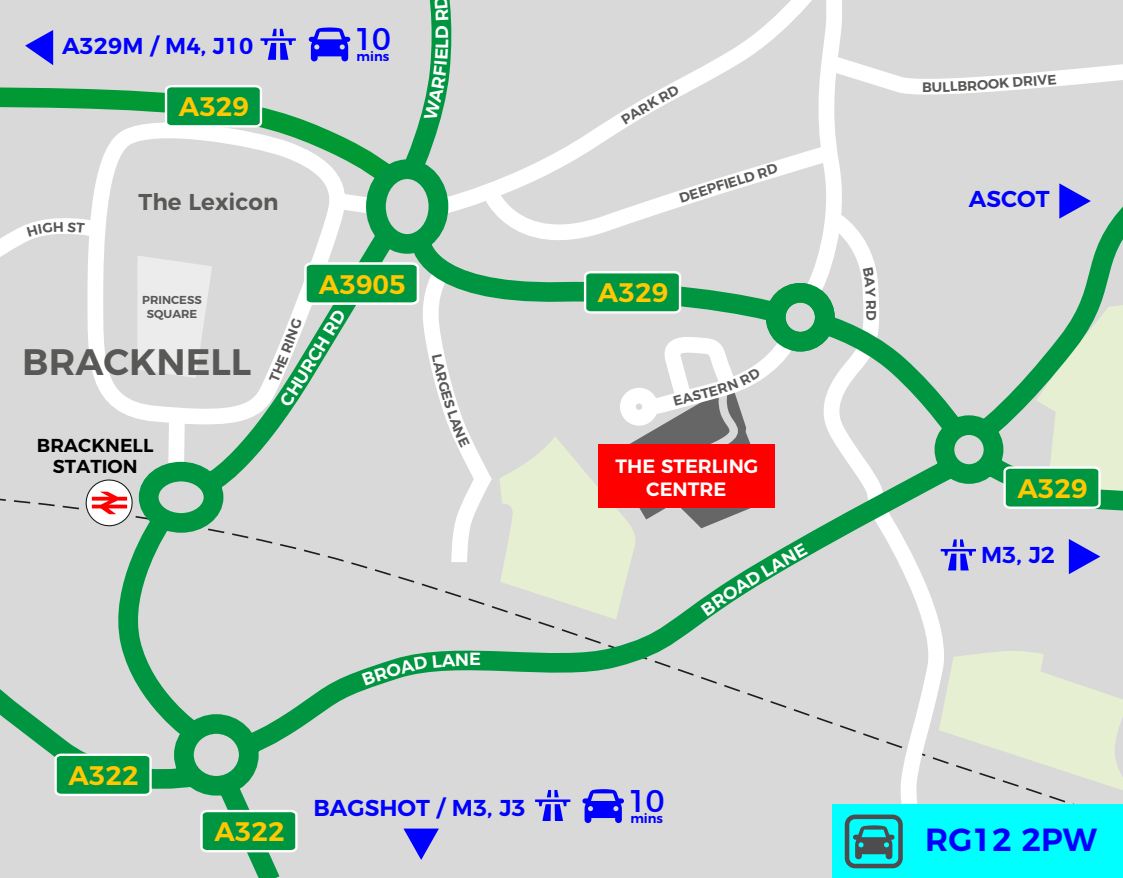 A329M / M4, J10
10
mins
WARFIELD RD
A329
PARK RD
BULLBROOK DRIVE
DEEPFIELD RD
The Lexicon
ASCOT
HIGH ST
A3905
A329
BAY RD
PRINCESS
SQUARE
THE RING
CHURCH RD
BRACKNELL
LARGES LANE
EASTERN RD
BRACKNELL
STATION
THE STERLING
CENTRE
A329
M3, J2
BROAD LANE
BROAD LANE
A322
A322
BAGSHOT / M3, J3
10
mins
RG12 2PW